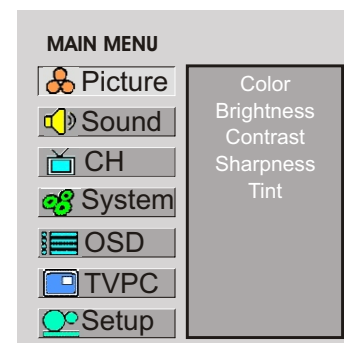 MAIN MENU
Picture
Sound
CH
System
OSD
TVPC
Setup
Color
Brightness
Contrast
Sharpness
Tint